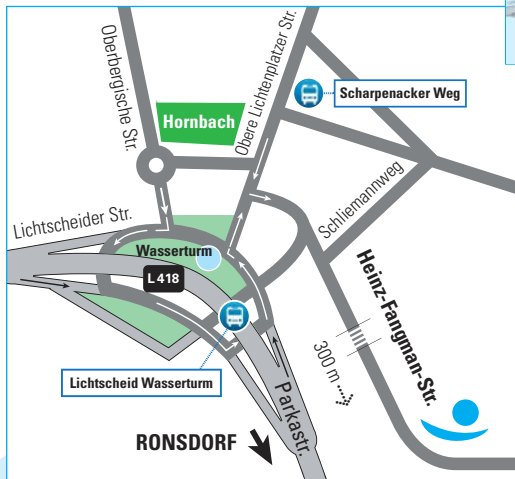 Oberbergische Str.
Obere Lichtenplatzer Str.
Scharpenacker Weg
Hornbach
Schliemannweg
Lichtscheider Str.
Wasserturm
L 418
Heinz-Fangman-Str.
300 m
Lichtscheid Wasserturm
Parkastr.
RONSDORF